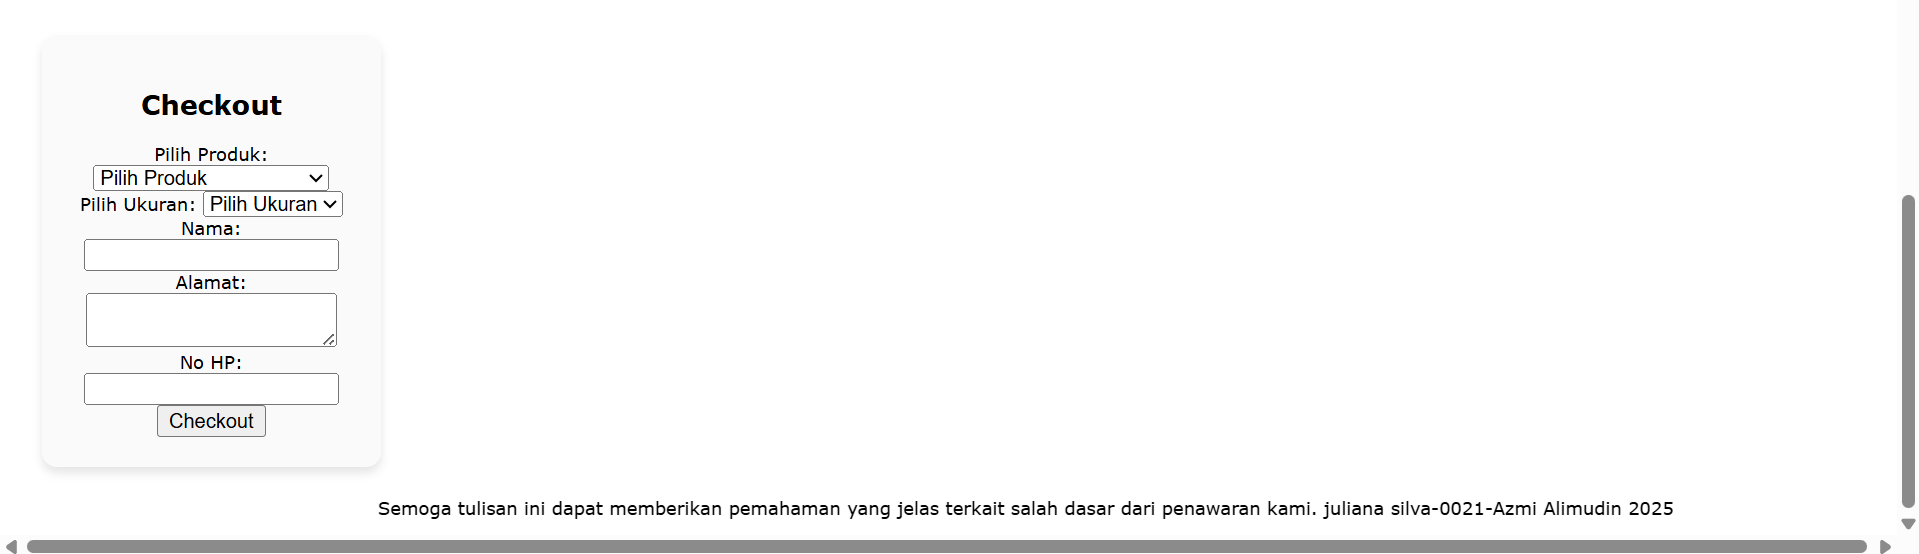 Checkout
Pilih Produk:
Pilih Produk
Pilih Ukuran: Pilih Ukuran
Nama:
Alamat:
No HP:
Checkout
Semoga tulisan ini dapat memberikan pemahaman yang jelas terkait salah dasar dari penawaran kami. juliana silva-0021-Azmi Alimudin 2025